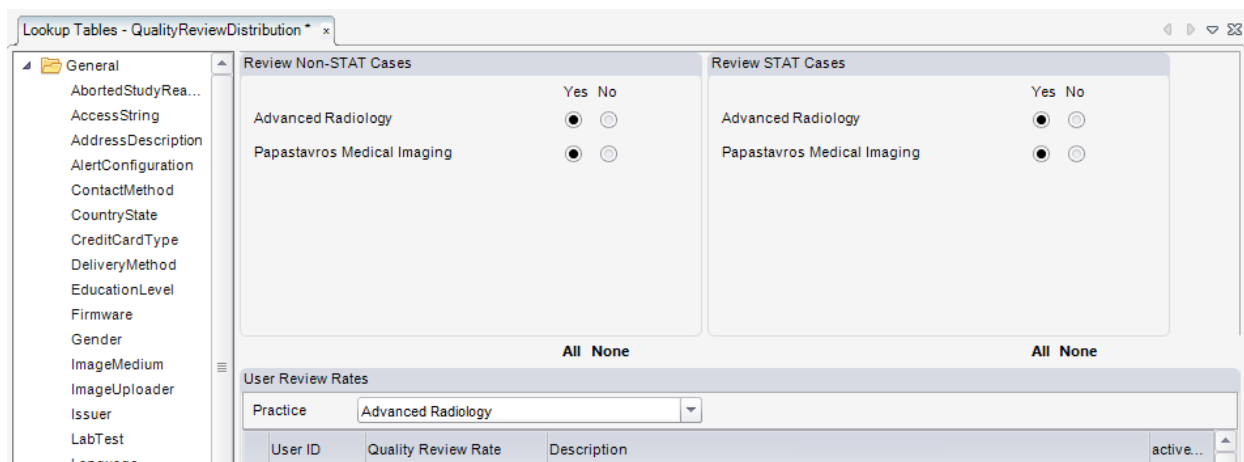 Lookup Tables - QualityReviewDistribution *
General
AbortedStudyRea...
AccessString
AddressDescription
AlertConfiguration
ContactMethod
CountryState
CreditCardType
DeliveryMethod
EducationLevel
Firmware
Gender
ImageMedium
ImageUploader
Issuer
LabTest
Review Non-STAT Cases
Yes No
Advanced Radiology
Papastavros Medical Imaging
All None
Review STAT Cases
Yes No
Advanced Radiology
Papastavros Medical Imaging
All None
User Review Rates
Practice Advanced Radiology
User ID Quality Review Rate Description active...